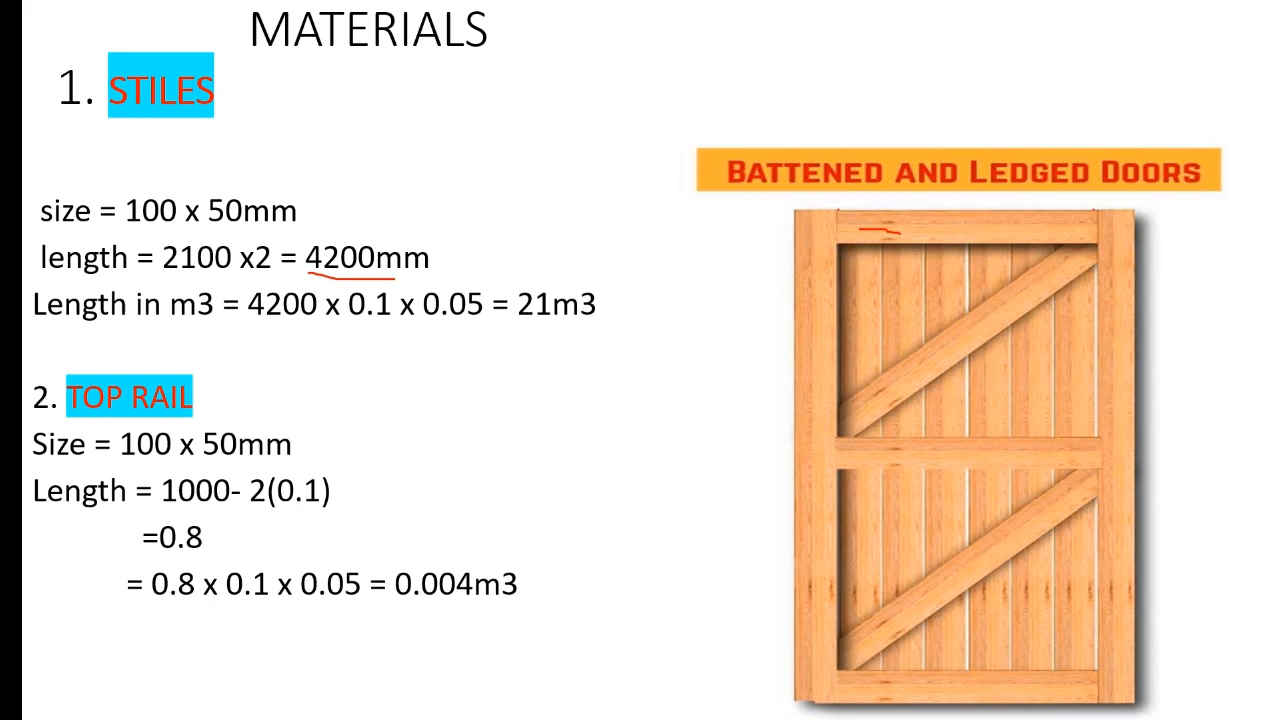 MATERIALS
1. STILES
size = 100 x 50mm
length = 2100 x2 = 4200mm
Length in m3 = 4200 x 0.1 x 0.05 = 21m3
2. TOP RAIL
Size = 100 x 50mm
Length = 1000- 2(0.1)
=0.8
= 0.8 x 0.1 x 0.05 = 0.004m3
BATTENED AND LEDGED DOORS